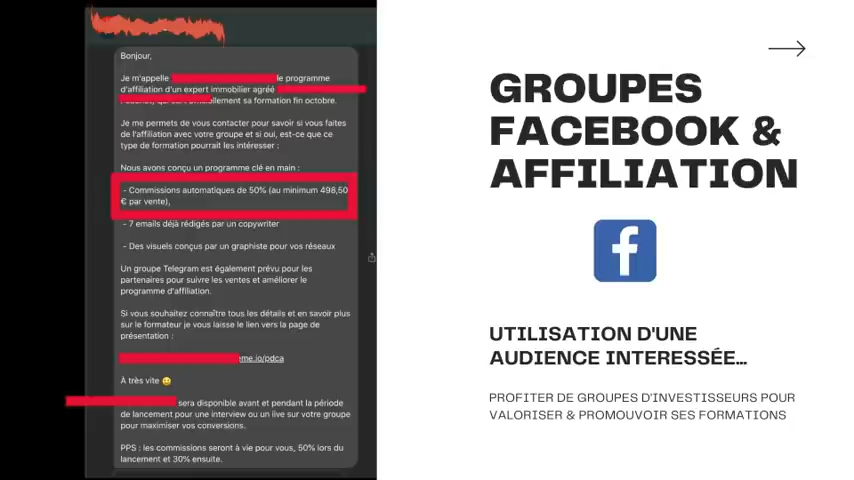 Bonjour,
Je m'appelle le programme
d'affiliation d'un expert immobilier agréé
ellement sa formation fin octobre.
Je me permets de vous contacter pour savoir si vous faites
de l'affiliation avec votre groupe et si oui, est-ce que ce
type de formation pourrait les intéresser :
Nous avons conçu un programme clé en main :
- Commissions automatiques de 50% (au minimum 498,50
€ par vente),
- 7 emails déjà rédigés par un copywriter
- Des visuels conçus par un graphiste pour vos réseaux
Un groupe Telegram est également prévu pour les
partenaires pour suivre les ventes et améliorer le
programme d'affiliation.
Si vous souhaitez connaître tous les détails et en savoir plus
sur le formateur je vous laisse le lien vers la page de
présentation :
eme.io/pdca
À très vite 😃
sera disponible avant et pendant la période
de lancement pour une interview ou un live sur votre groupe
pour maximiser vos conversions.
PPS : les commissions seront à vie pour vous, 50% lors du
lancement et 30% ensuite.
GROUPES
FACEBOOK &
AFFILIATION
UTILISATION D'UNE
AUDIENCE INTERESSÉE...
PROFITER DE GROUPES D'INVESTISSEURS POUR
VALORISER & PROMOUVOIR SES FORMATIONS